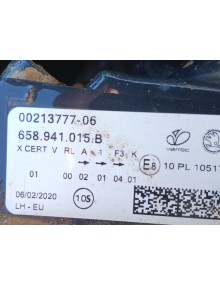 00213777-06
658.941.015.B
X CERT V RL A 1 F3 K
E8 10 PL 1051
01 00 02 01 04 01
06/02/2020
105
LH - EU